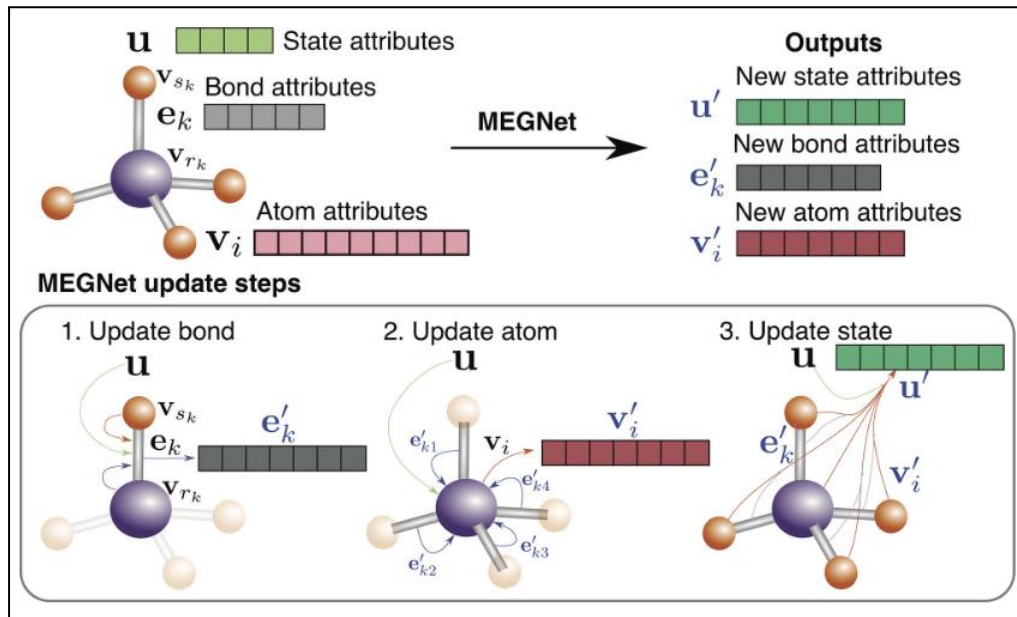 u State attributes
v_{s_k} Bond attributes
e_k
v_{r_k}
Atom attributes
v_i
MEGNet
Outputs
New state attributes
u'
New bond attributes
e'_k
New atom attributes
v'_i
MEGNet update steps
1. Update bond
u
v_{s_k}
e_k e'_k
v_{r_k}
2. Update atom
u
v'_i
e'_{k1} v_i
e'_{k4}
e'_{k2} e'_{k3}
3. Update state
u
u'
e'_k
v'_i